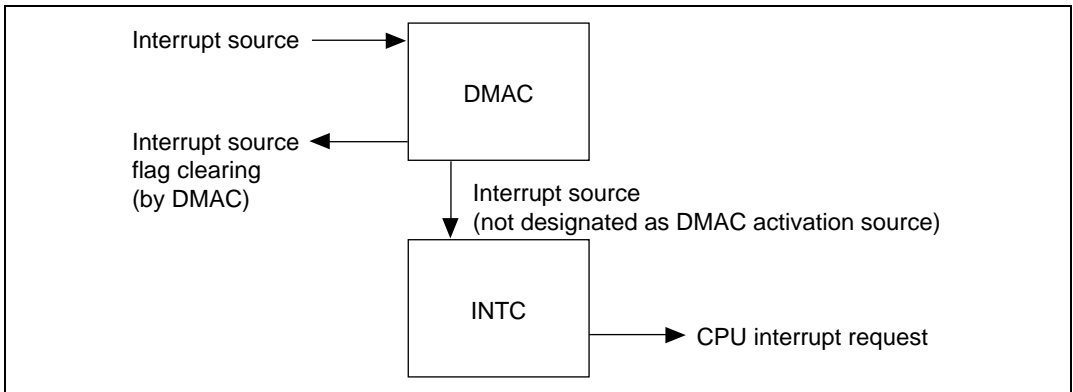 Interrupt source
DMAC
Interrupt source
flag clearing
(by DMAC)
Interrupt source
(not designated as DMAC activation source)
INTC
CPU interrupt request